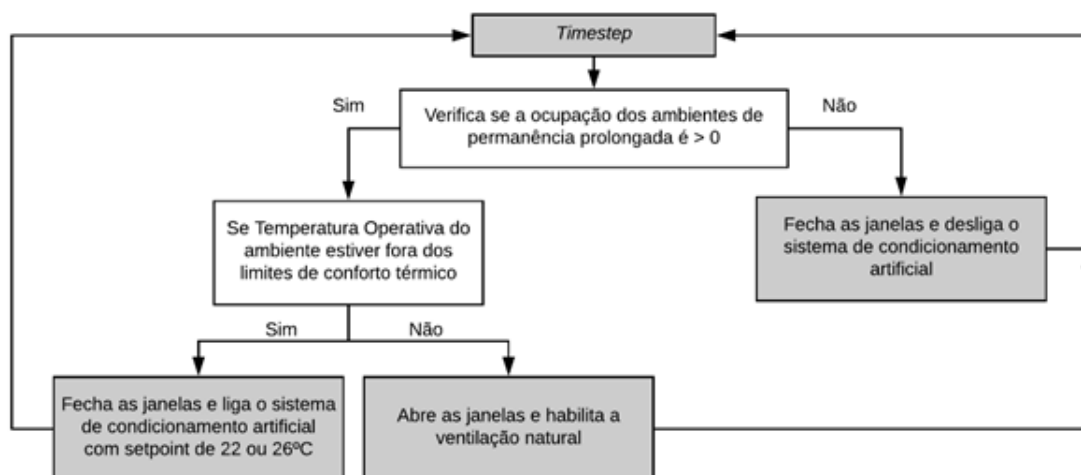 Timestep
Sim
Não
Verifica se a ocupação dos ambientes de
permanência prolongada é > 0
Se Temperatura Operativa do
ambiente estiver fora dos
limites de conforto térmico
Fecha as janelas e desliga o
sistema de condicionamento
artificial
Sim
Não
Fecha as janelas e liga o sistema
de condicionamento artificial
com setpoint de 22 ou 26ºC
Abre as janelas e habilita a
ventilação natural